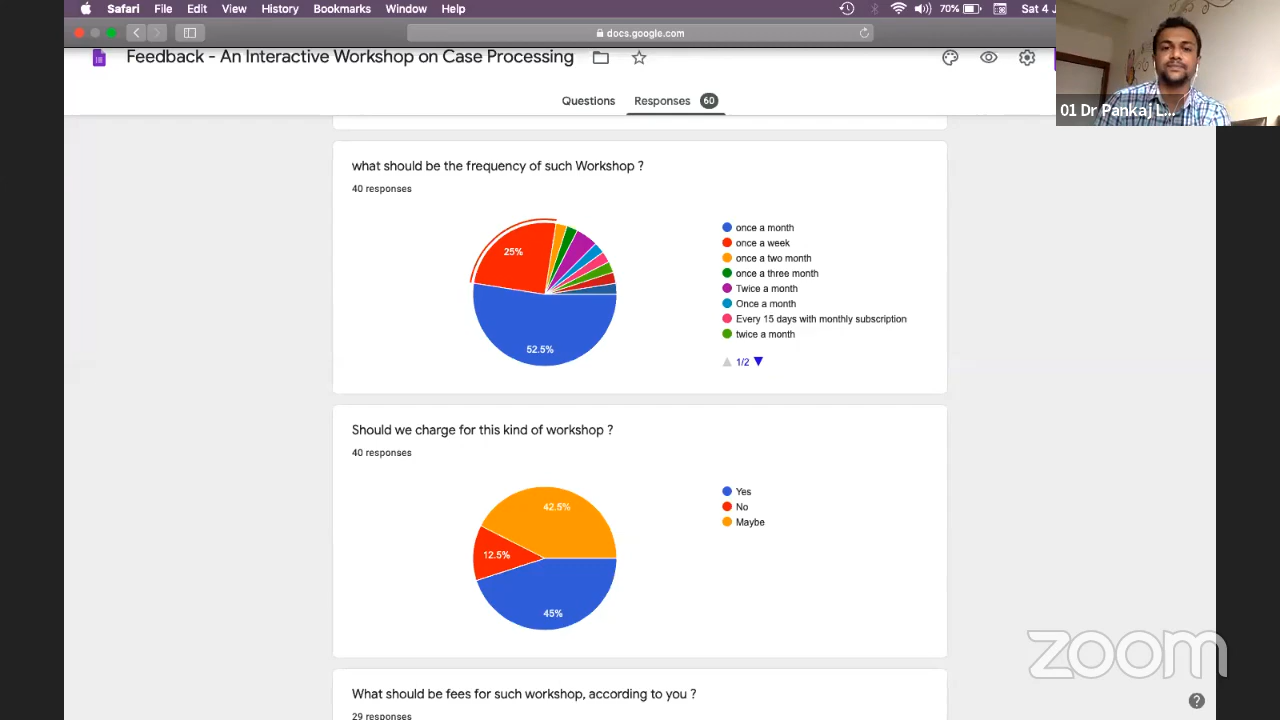 Safari File Edit View History Bookmarks Window Help 70% Sat 4 J
docs.google.com
Feedback - An Interactive Workshop on Case Processing
Questions Responses 60
01 Dr Pankaj L...
what should be the frequency of such Workshop ?
40 responses
25%
52.5%
once a month
once a week
once a two month
once a three month
Twice a month
Once a month
Every 15 days with monthly subscription
twice a month
1/2
Should we charge for this kind of workshop ?
40 responses
42.5%
12.5%
45%
Yes
No
Maybe
zoom
What should be fees for such workshop, according to you ?
29 responses